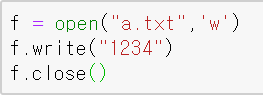 f = open("a.txt",'w')
f.write("1234")
f.close()